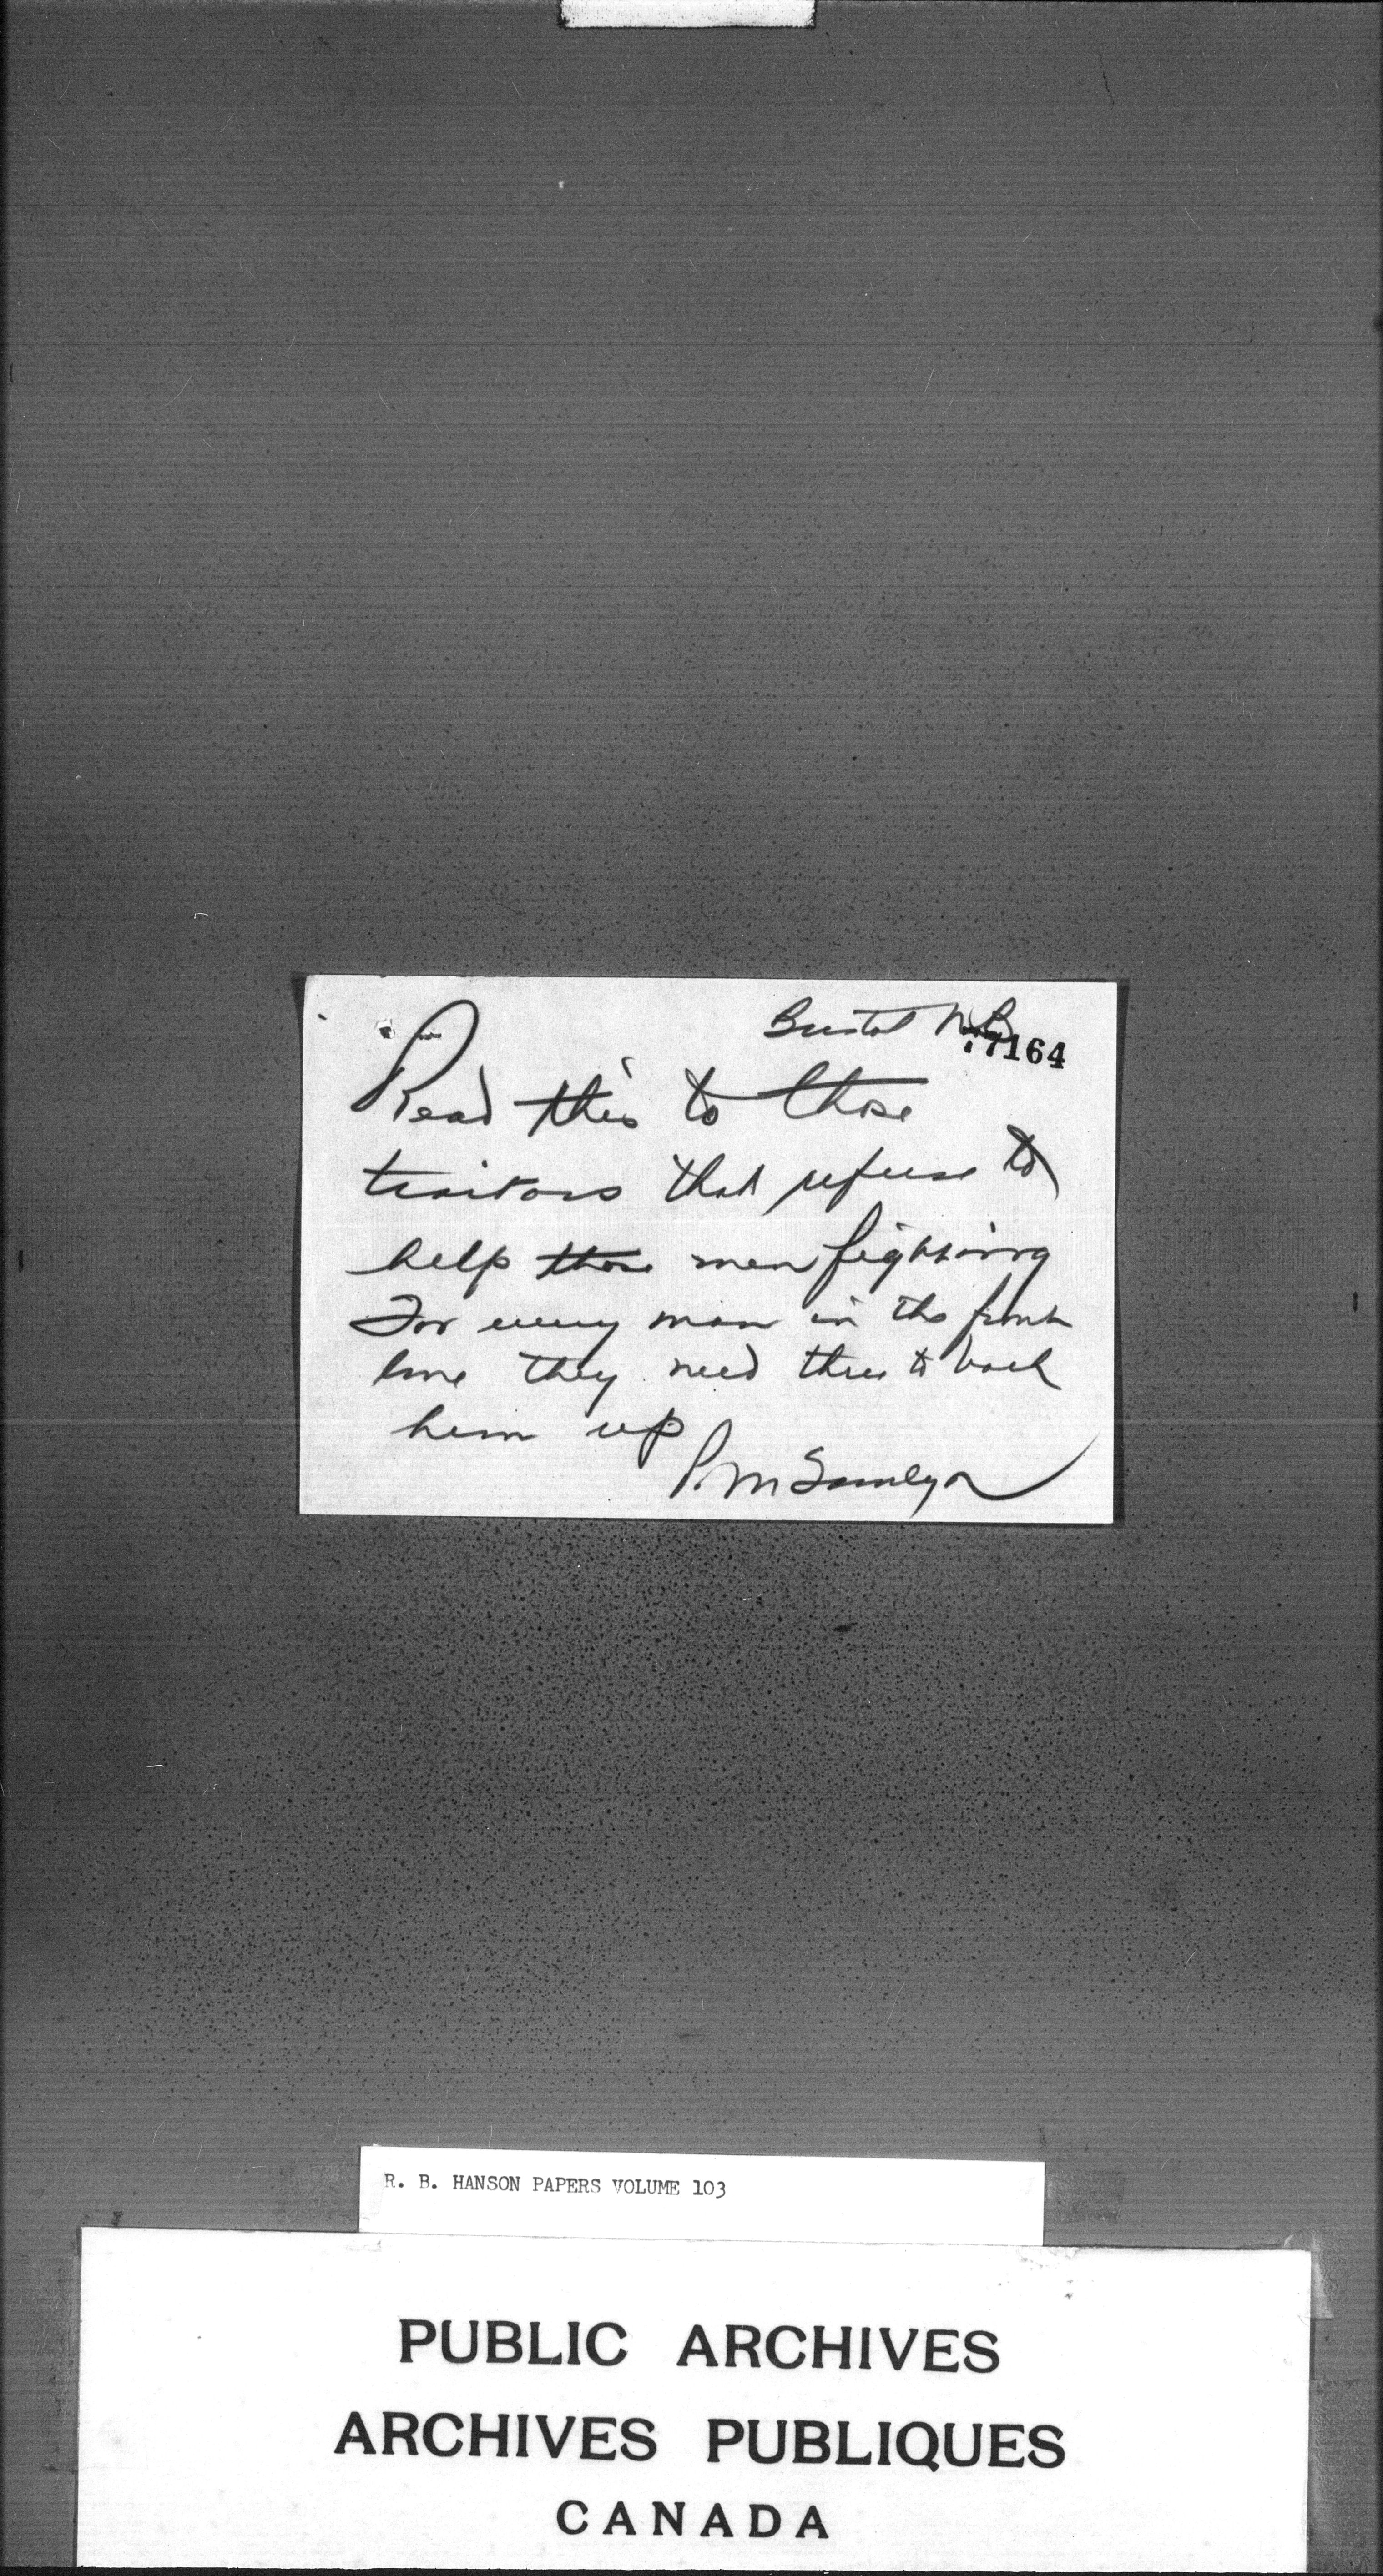 Bristol N.B.
77164
Read this to those
traitors that refuse to
help those men fighting
For every man in the front
line they need three to back
him up
P. M
R. B. HANSON PAPERS VOLUME 103
PUBLIC ARCHIVES
ARCHIVES PUBLIQUES
CANADA